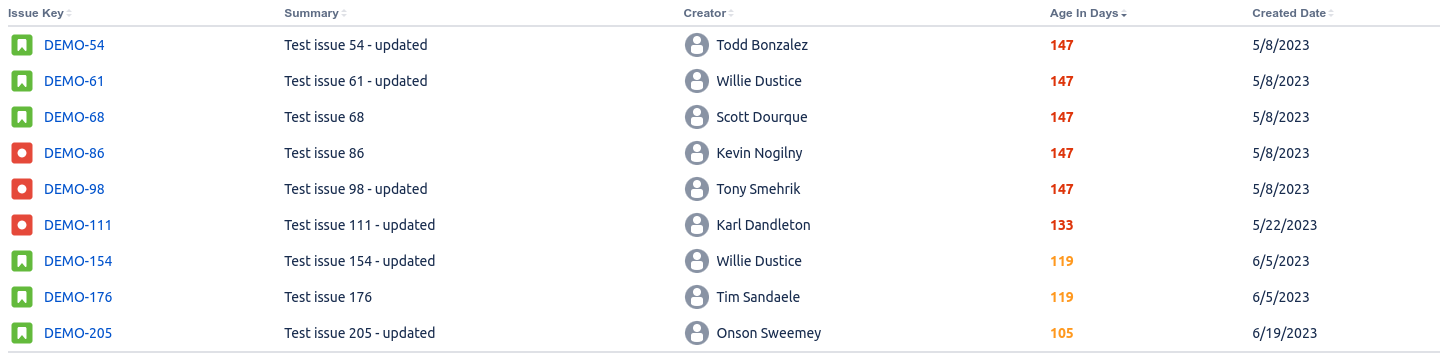 Issue Key Summary Creator Age In Days Created Date
DEMO-54 Test issue 54 - updated Todd Bonzalez 147 5/8/2023
DEMO-61 Test issue 61 - updated Willie Dustice 147 5/8/2023
DEMO-68 Test issue 68 Scott Dourque 147 5/8/2023
DEMO-86 Test issue 86 Kevin Nogilny 147 5/8/2023
DEMO-98 Test issue 98 - updated Tony Smehrik 147 5/8/2023
DEMO-111 Test issue 111 - updated Karl Dandleton 133 5/22/2023
DEMO-154 Test issue 154 - updated Willie Dustice 119 6/5/2023
DEMO-176 Test issue 176 Tim Sandaele 119 6/5/2023
DEMO-205 Test issue 205 - updated Onson Sweemey 105 6/19/2023